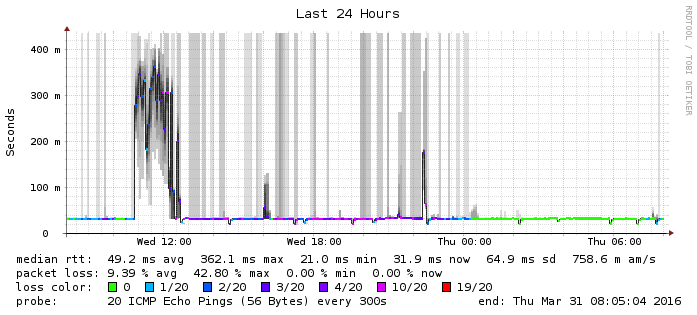 Last 24 Hours
RRDTOOL / TOBI OETIKER
Seconds
400 m
300 m
200 m
100 m
0
Wed 12:00 Wed 18:00 Thu 00:00 Thu 06:00
median rtt: 49.2 ms avg 362.1 ms max 21.0 ms min 31.9 ms now 64.9 ms sd 758.6 m am/s
packet loss: 9.39 % avg 42.80 % max 0.00 % min 0.00 % now
loss color: 0 1/20 2/20 3/20 4/20 10/20 19/20
probe: 20 ICMP Echo Pings (56 Bytes) every 300s end: Thu Mar 31 08:05:04 2016